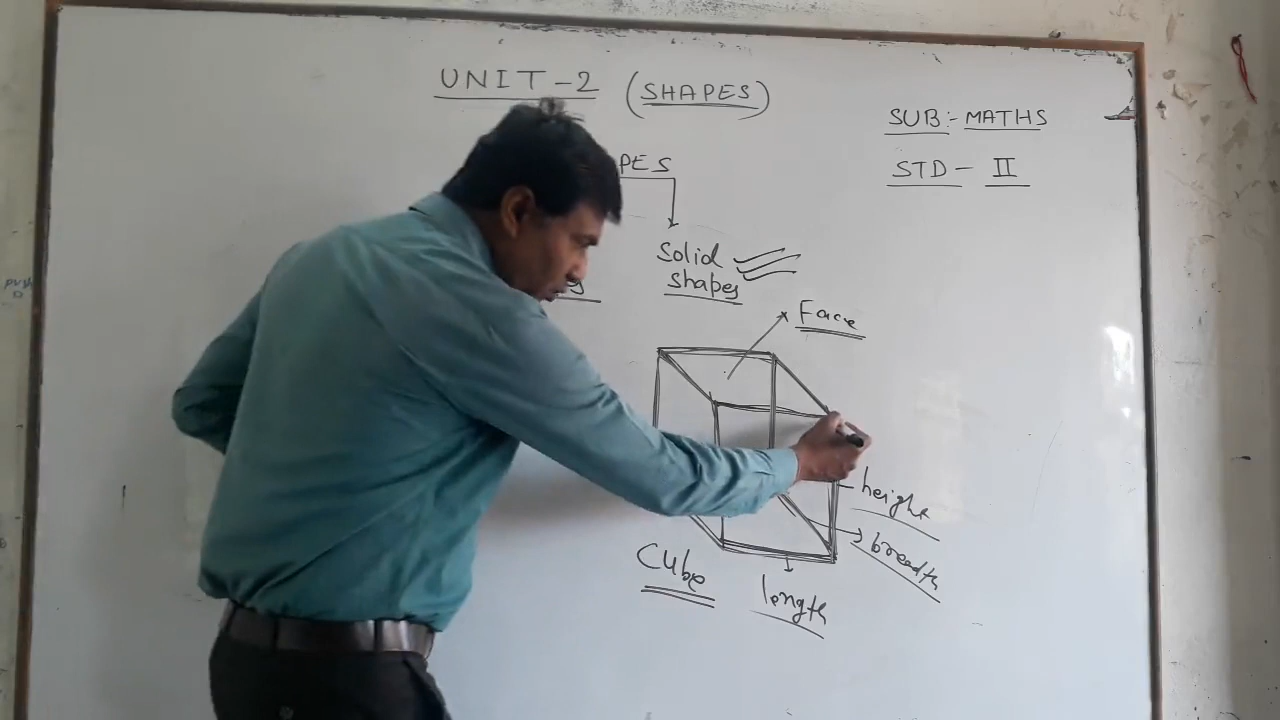 UNIT-2 (SHAPES)
SUB:- MATHS
STD- II
PES
Solid
shapes
Face
height
breadth
length
Cube